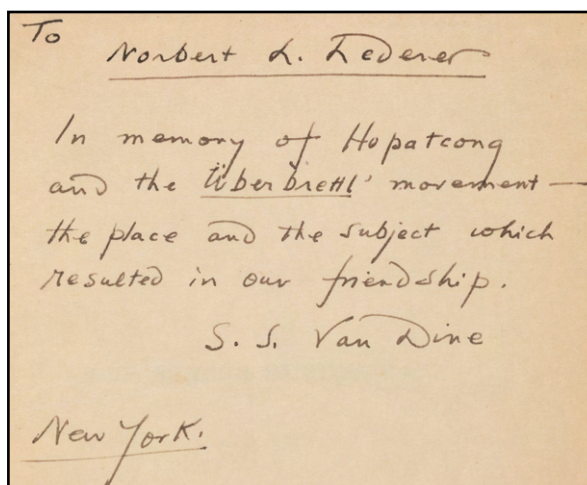 To
Norbert L. Lederer
In memory of Hopatcong
and the Überbrettl' movement—
the place and the subject which
resulted in our friendship.
S. S. Van Dine
New York.